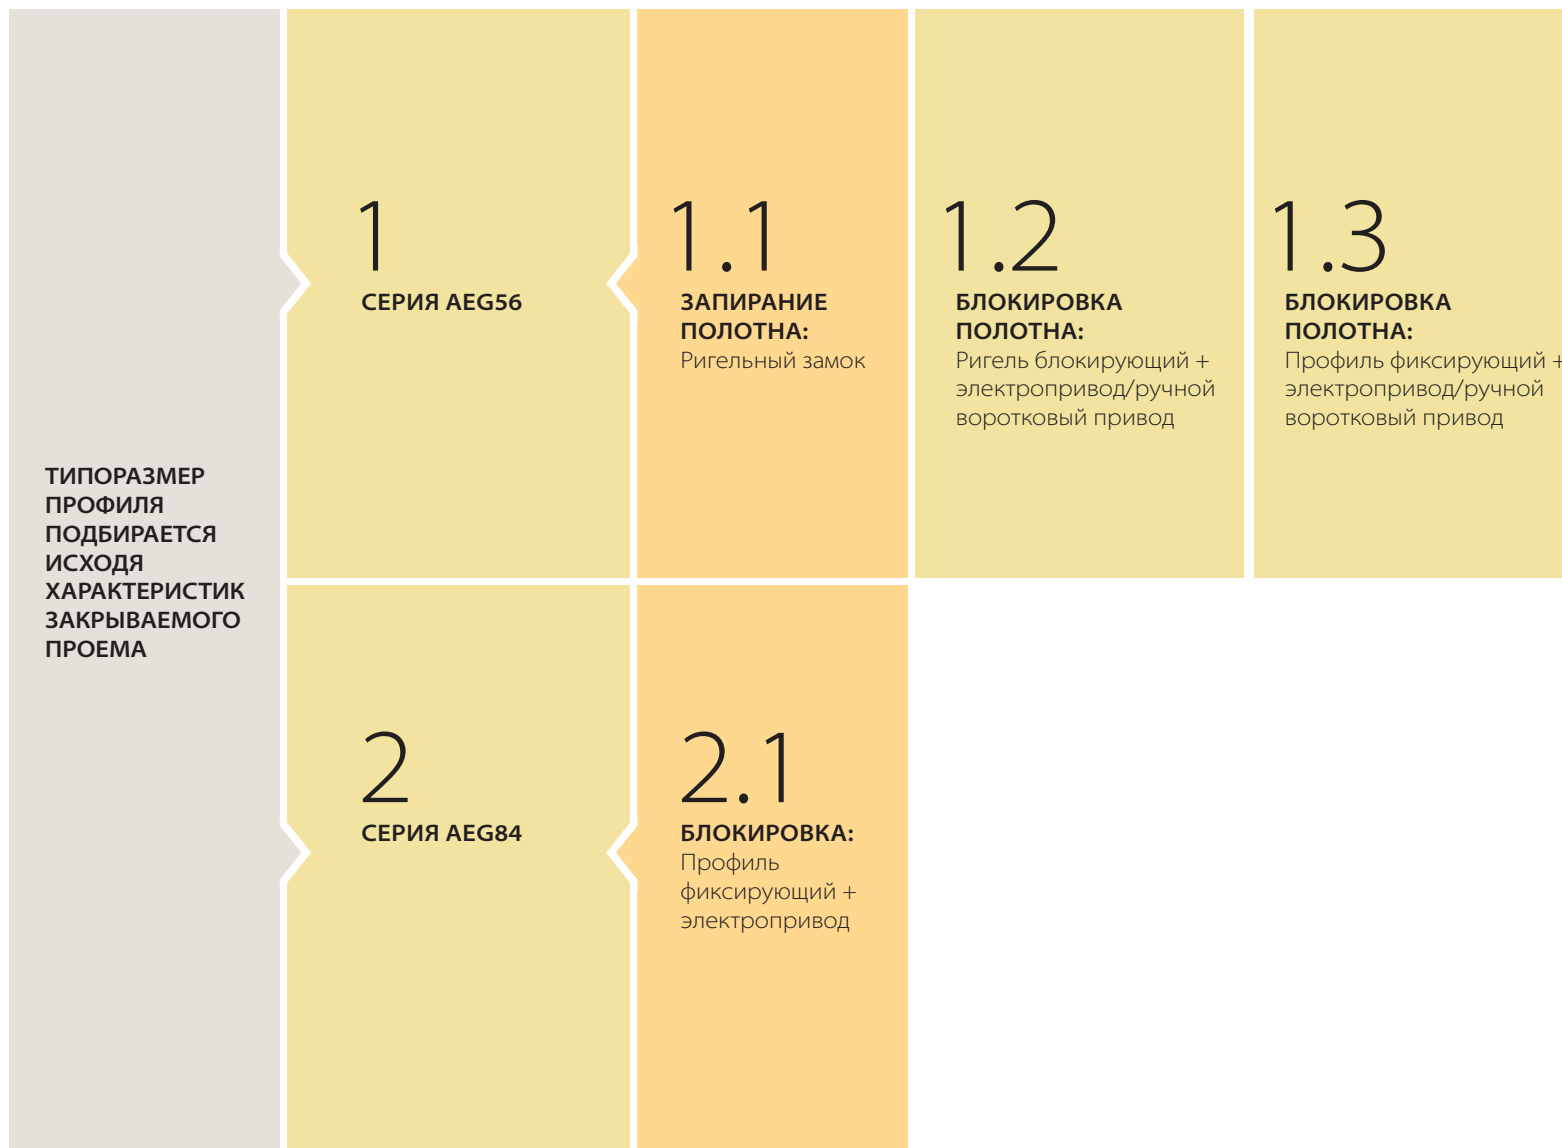 ТИПОРАЗМЕР
ПРОФИЛЯ
ПОДБИРАЕТСЯ
ИСХОДЯ
ХАРАКТЕРИСТИК
ЗАКРЫВАЕМОГО
ПРОЕМА
1
СЕРИЯ AEG56
1.1
ЗАПИРАНИЕ
ПОЛОТНА:
Ригельный замок
1.2
БЛОКИРОВКА
ПОЛОТНА:
Ригель блокирующий +
электропривод/ручной
воротковый привод
1.3
БЛОКИРОВКА
ПОЛОТНА:
Профиль фиксирующий +
электропривод/ручной
воротковый привод
2
СЕРИЯ AEG84
2.1
БЛОКИРОВКА:
Профиль
фиксирующий +
электропривод